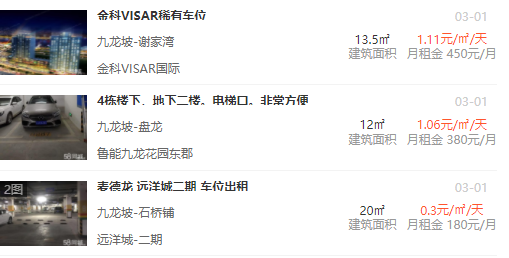 金科VISAR稀有车位
03-01
九龙坡-谢家湾
13.5㎡
1.11元/㎡/天
建筑面积
月租金 450元/月
金科VISAR国际
4栋楼下、地下二楼。电梯口。非常方便
03-01
九龙坡-盘龙
12㎡
1.06元/㎡/天
建筑面积
月租金 380元/月
鲁能九龙花园东郡
2图
麦德龙 远洋城二期 车位出租
03-01
九龙坡-石桥铺
20㎡
0.3元/㎡/天
建筑面积
月租金 180元/月
远洋城-二期